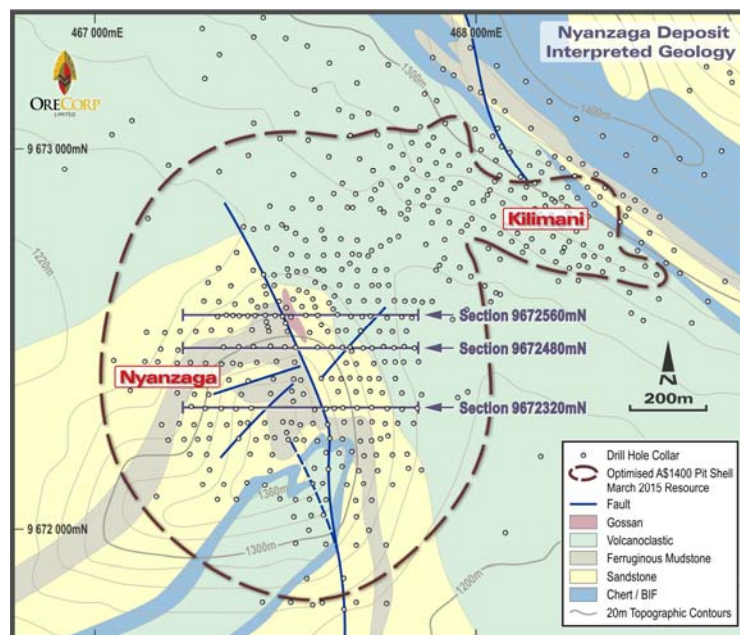 467 000mE
468 000mE
Nyanzaga Deposit
Interpreted Geology
ORECORP
LIMITED
1300m
1400m
9 673 000mN
Kilimani
1220m
Section 9672560mN
Section 9672480mN
Nyanzaga
N
200m
Section 9672320mN
Drill Hole Collar
Optimised A$1400 Pit Shell
March 2015 Resource
Fault
Gossan
Volcanoclastic
Ferruginous Mudstone
Sandstone
Chert / BIF
20m Topographic Contours
1360m
9 672 000mN
1300m
1200m